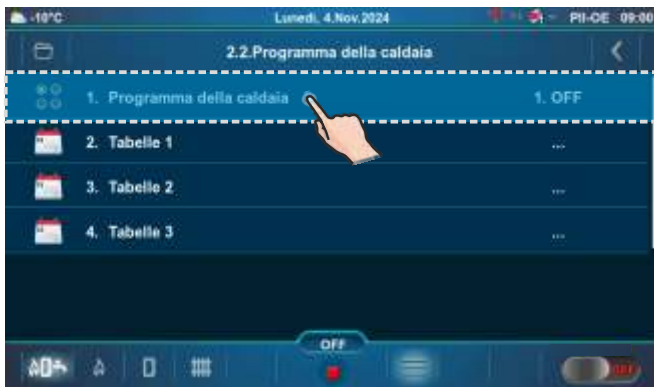 -10°C Lunedì, 4.Nov.2024 PII-OE 09:00
2.2.Programma della caldaia
1. Programma della caldaia 1. OFF
2. Tabelle 1 ...
3. Tabelle 2 ...
4. Tabelle 3 ...
OFF
OFF